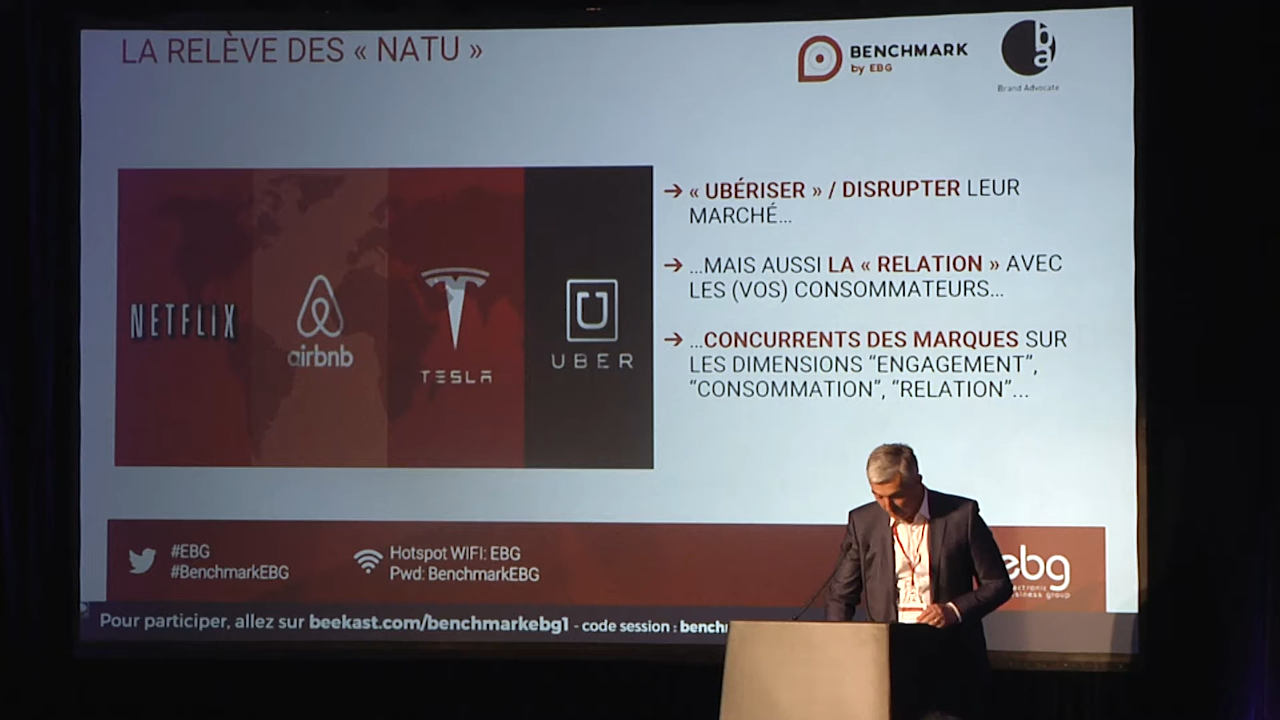 LA RELÈVE DES « NATU »
BENCHMARK
by EBG
ba
Brand Advocate
NETFLIX
airbnb
TESLA
UBER
→ « UBÉRISER » / DISRUPTER LEUR
MARCHÉ...
→ ...MAIS AUSSI LA « RELATION » AVEC
LES (VOS) CONSOMMATEURS...
→ ...CONCURRENTS DES MARQUES SUR
LES DIMENSIONS “ENGAGEMENT”,
“CONSOMMATION”, “RELATION”...
#EBG
#BenchmarkEBG
Hotspot WIFI: EBG
Pwd: BenchmarkEBG
ebg
Pour participer, allez sur beekast.com/benchmarkebg1 - code session :